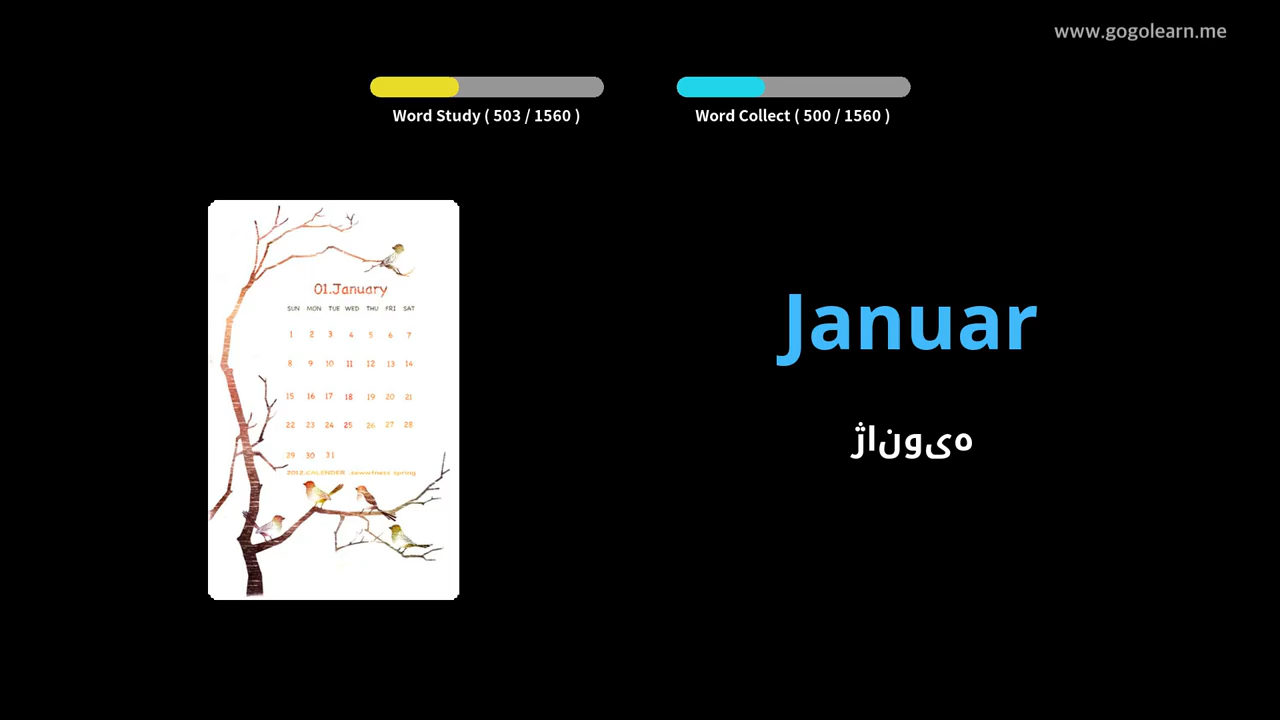 www.gogolearn.me
Word Study ( 503 / 1560 )
Word Collect ( 500 / 1560 )
01.January
SUN MON TUE WED THU FRI SAT
1 2 3 4 5 6 7
8 9 10 11 12 13 14
15 16 17 18 19 20 21
22 23 24 25 26 27 28
29 30 31
2012.CALENDER spring
Januar
ژانویه